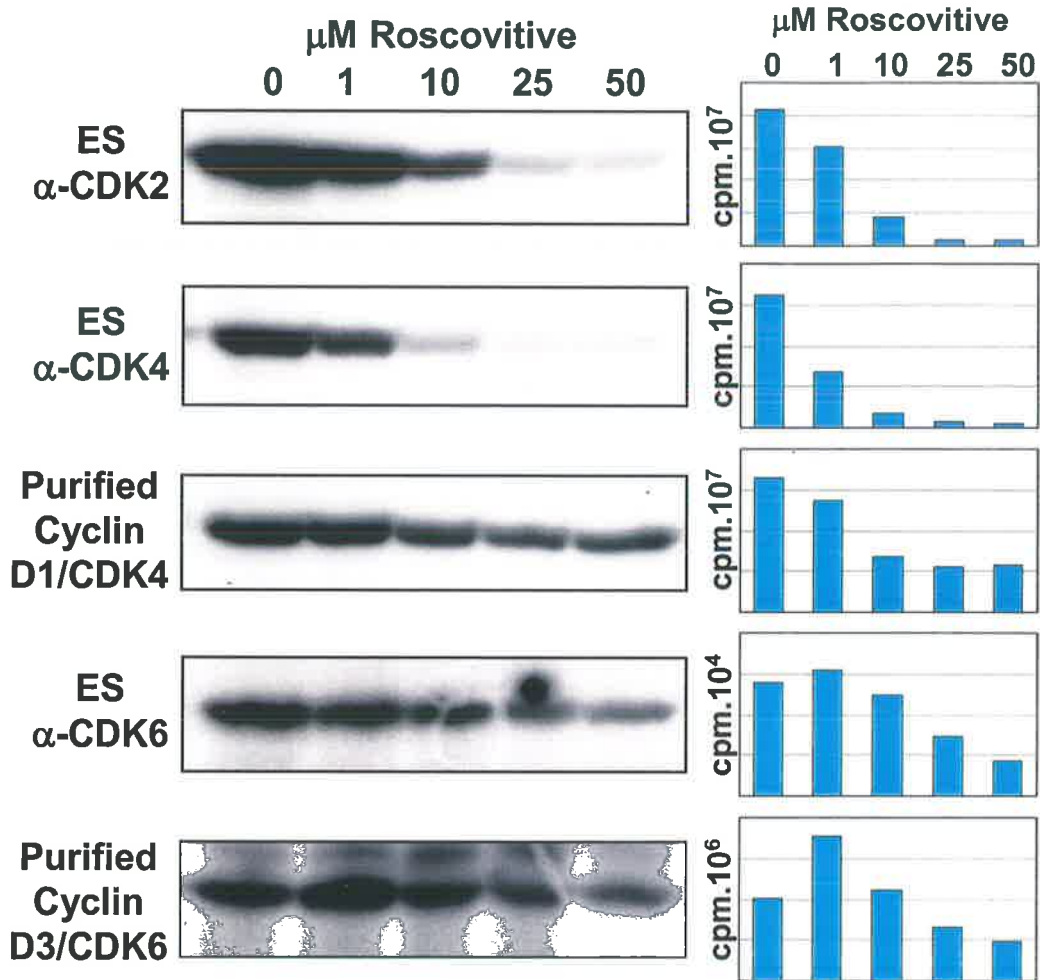 μM Roscovitive
0 1 10 25 50
μM Roscovitive
0 1 10 25 50
ES
α-CDK2
cpm.10⁷
ES
α-CDK4
cpm.10⁷
Purified
Cyclin
D1/CDK4
cpm.10⁷
ES
α-CDK6
cpm.10⁴
Purified
Cyclin
D3/CDK6
cpm.10⁶